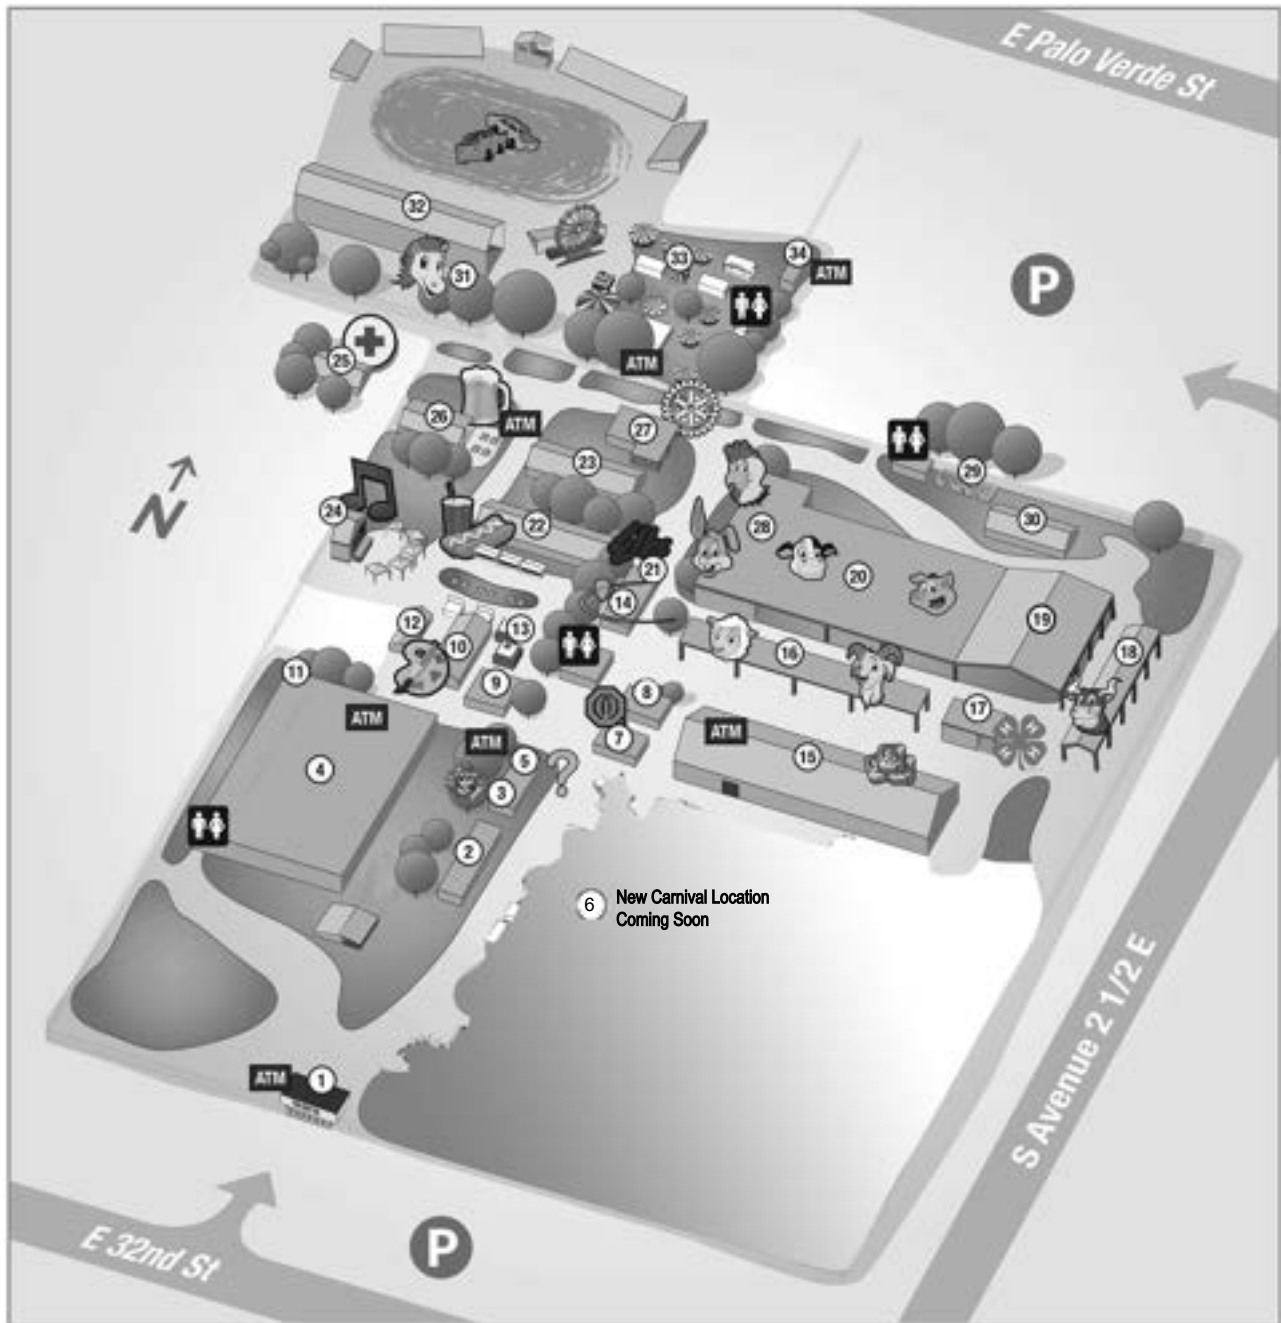 E Palo Verde St
32
33
34
ATM
31
P
25
ATM
26
ATM
27
23
29
24
22
28
30
21
20
14
19
12
13
10
16
18
11
9
8
17
ATM
ATM
7
ATM
4
5
?
15
H H
H H
3
2
6 New Carnival Location
Coming Soon
N
S Avenue 2 1/2 E
ATM
1
E 32nd St
P